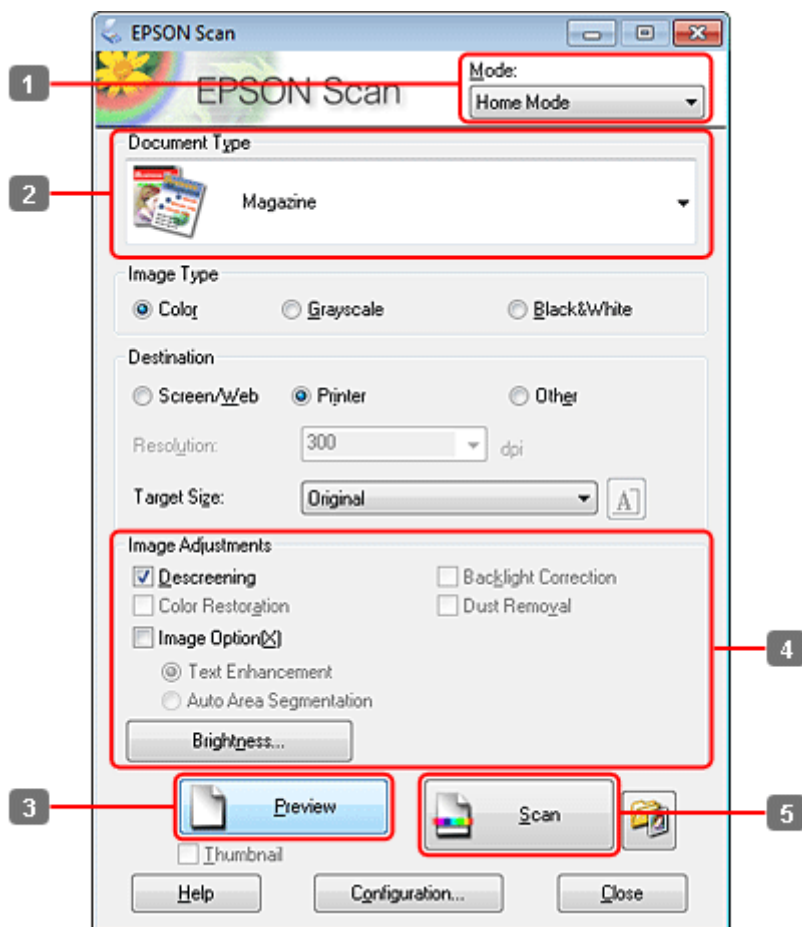 EPSON Scan
EPSON Scan
Mode:
1
Home Mode
Document Type
2
Magazine
Image Type
Color Grayscale Black&White
Destination
Screen/Web Printer Other
Resolution: 300 dpi
Target Size: Original A
Image Adjustments
Descreening Backlight Correction
Color Restoration Dust Removal
Image Option(X)
4
Text Enhancement
Auto Area Segmentation
Brightness...
3 Preview Scan 5
Thumbnail
Help Configuration... Close